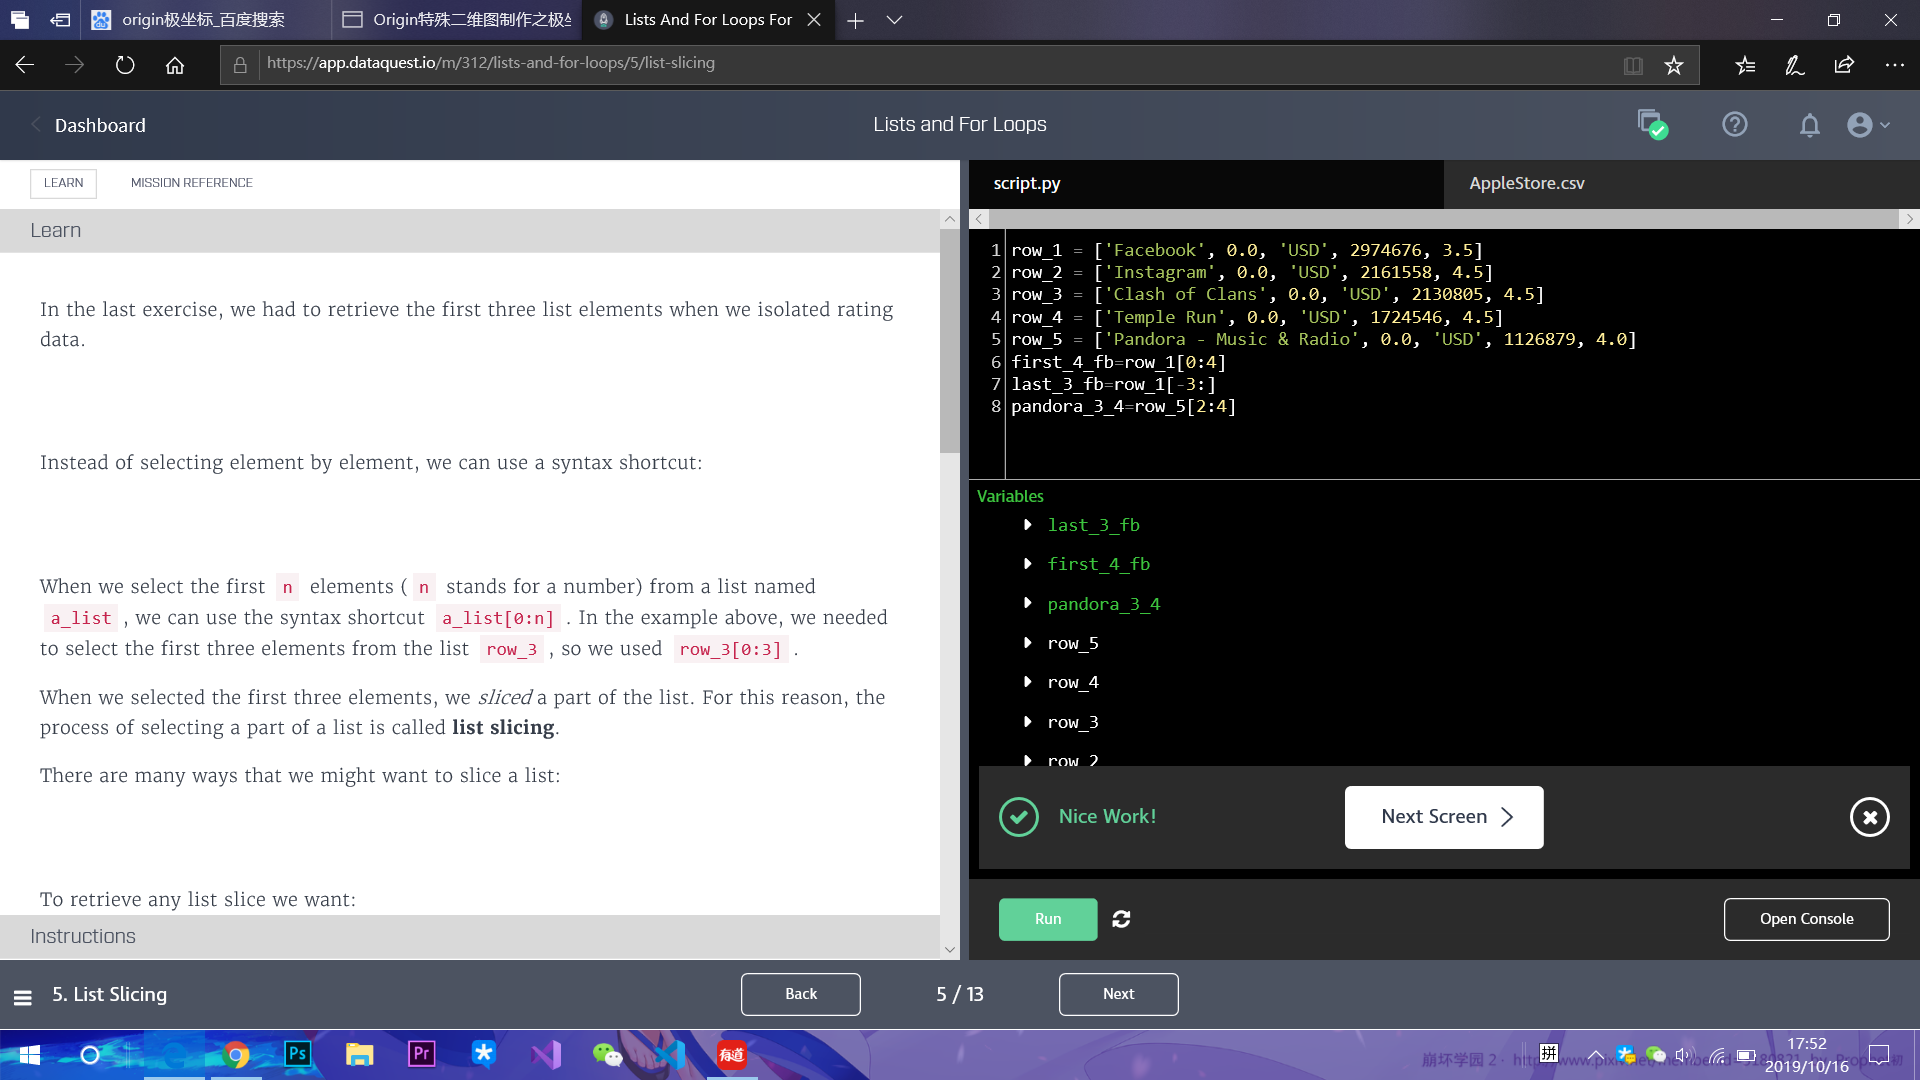 origin极坐标_百度搜索
Origin特殊二维图制作之极坐
Lists And For Loops For
https://app.dataquest.io/m/312/lists-and-for-loops/5/list-slicing
Dashboard
Lists and For Loops
LEARN
MISSION REFERENCE
Learn
In the last exercise, we had to retrieve the first three list elements when we isolated rating
data.
Instead of selecting element by element, we can use a syntax shortcut:
When we select the first n elements ( n stands for a number) from a list named
a_list , we can use the syntax shortcut a_list[0:n] . In the example above, we needed
to select the first three elements from the list row_3 , so we used row_3[0:3] .
When we selected the first three elements, we sliced a part of the list. For this reason, the
process of selecting a part of a list is called list slicing.
There are many ways that we might want to slice a list:
To retrieve any list slice we want:
Instructions
script.py
AppleStore.csv
1 row_1 = ['Facebook', 0.0, 'USD', 2974676, 3.5]
2 row_2 = ['Instagram', 0.0, 'USD', 2161558, 4.5]
3 row_3 = ['Clash of Clans', 0.0, 'USD', 2130805, 4.5]
4 row_4 = ['Temple Run', 0.0, 'USD', 1724546, 4.5]
5 row_5 = ['Pandora - Music & Radio', 0.0, 'USD', 1126879, 4.0]
6 first_4_fb=row_1[0:4]
7 last_3_fb=row_1[-3:]
8 pandora_3_4=row_5[2:4]
Variables
last_3_fb
first_4_fb
pandora_3_4
row_5
row_4
row_3
row_2
Nice Work!
Next Screen
Run
Open Console
5. List Slicing
Back
5 / 13
Next
Ps
Pr
有道
拼
崩坏学园 2
17:52
2019/10/16